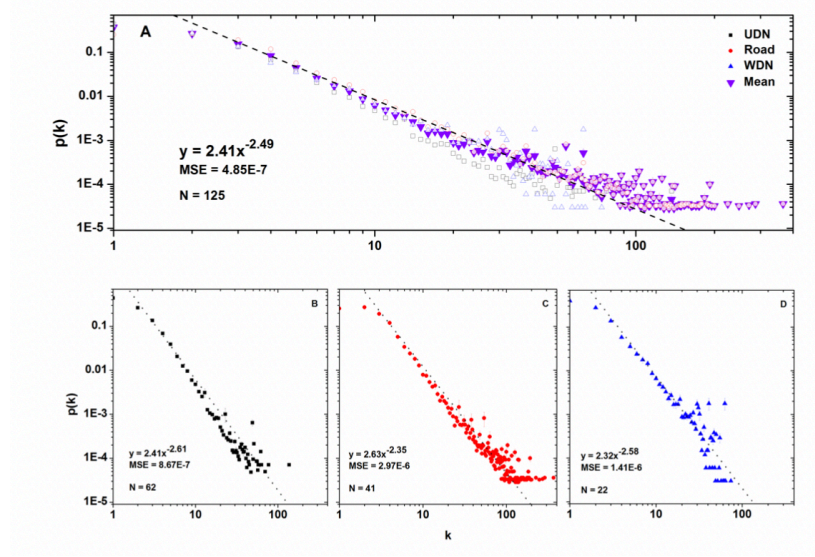 A
UDN
Road
WDN
Mean
p(k)
0.1
0.01
1E-3
1E-4
1E-5
y = 2.41x^-2.49
MSE = 4.85E-7
N = 125
1
10
100
B
p(k)
0.1
0.01
1E-3
1E-4
1E-5
y = 2.41x^-2.61
MSE = 8.67E-7
N = 62
1
10
100
C
y = 2.63x^-2.35
MSE = 2.97E-6
N = 41
1
10
100
D
y = 2.32x^-2.58
MSE = 1.41E-6
N = 22
1
10
100
k